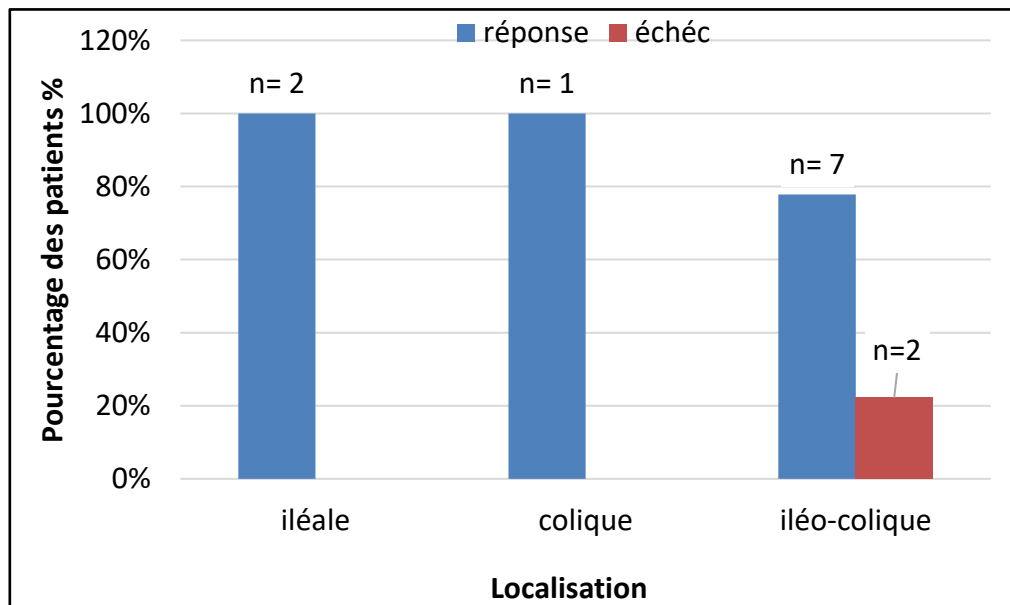 réponse échéc
Pourcentage des patients %
120%
100%
80%
60%
40%
20%
0%
n= 2
n= 1
n= 7
n=2
iléale colique iléo-colique
Localisation